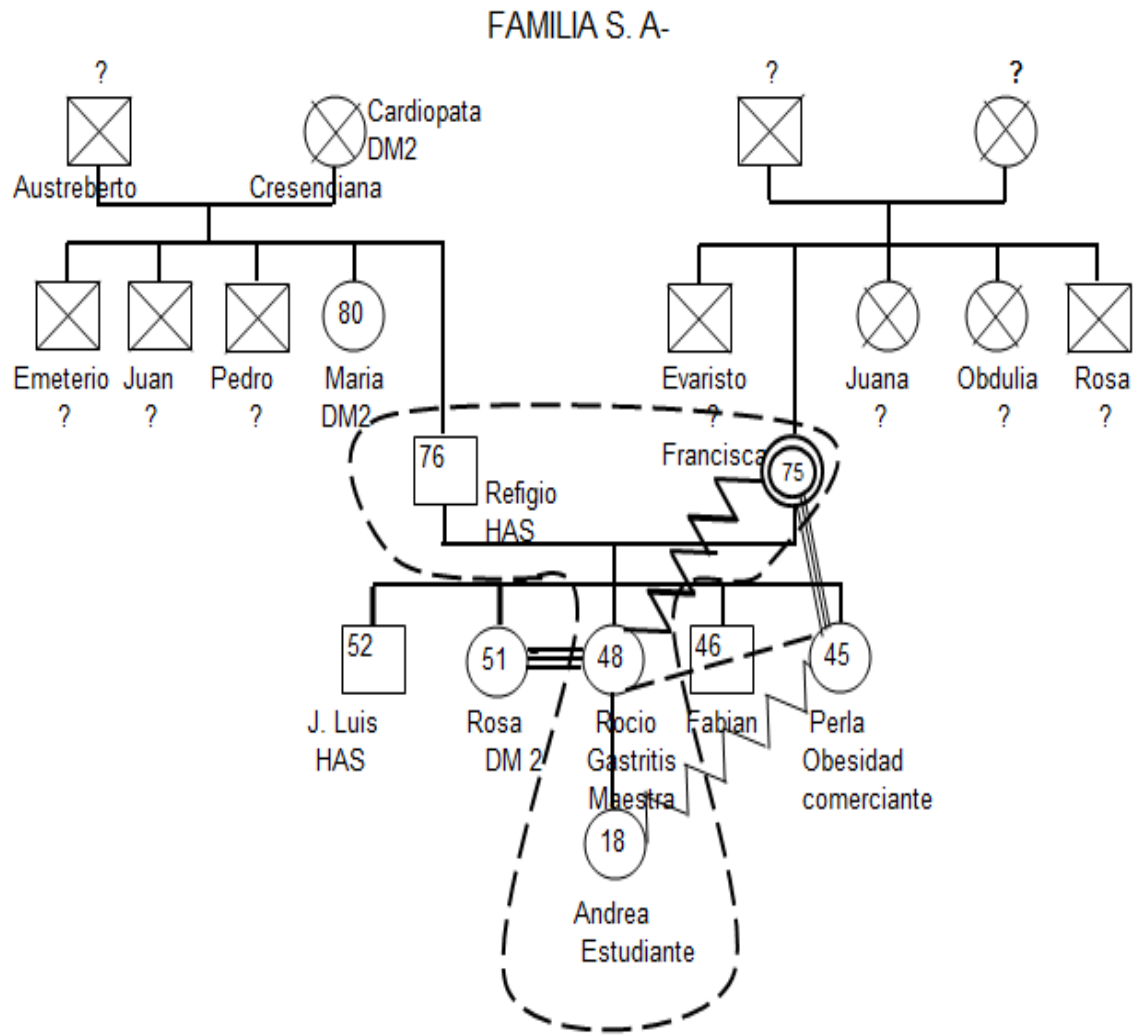 FAMILIA S. A-
? ? ?
Cardiopata
DM2
Austreberto Cresendiana
80
Emeterio Juan Pedro Maria Evaristo Juana Obdulia Rosa
? ? ? DM2 ? ? ? ?
76 Francisca 75
Refigio
HAS
52 51 48 46 45
J. Luis Rosa Rocio Fabian Perla
HAS DM 2 Gastritis Obesidad
Maestra comerciante
18
Andrea
Estudiante